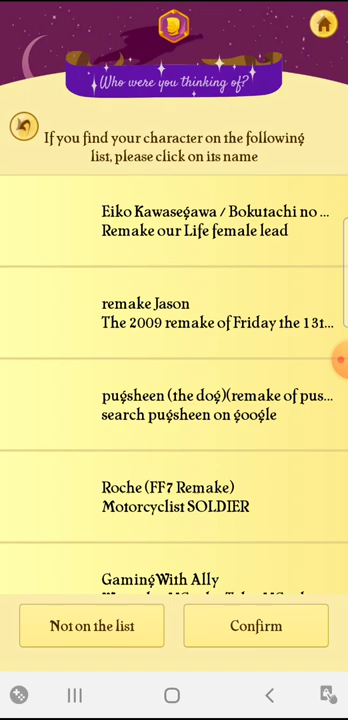 Who were you thinking of?
If you find your character on the following
list, please click on its name
Eiko Kawasegawa / Bokutachi no ...
Remake our Life female lead
remake Jason
The 2009 remake of Friday the 13t...
pugsheen (the dog)(remake of pus...
search pugsheen on google
Roche (FF7 Remake)
Motorcyclist SOLDIER
GamingWith Ally
Not on the list
Confirm